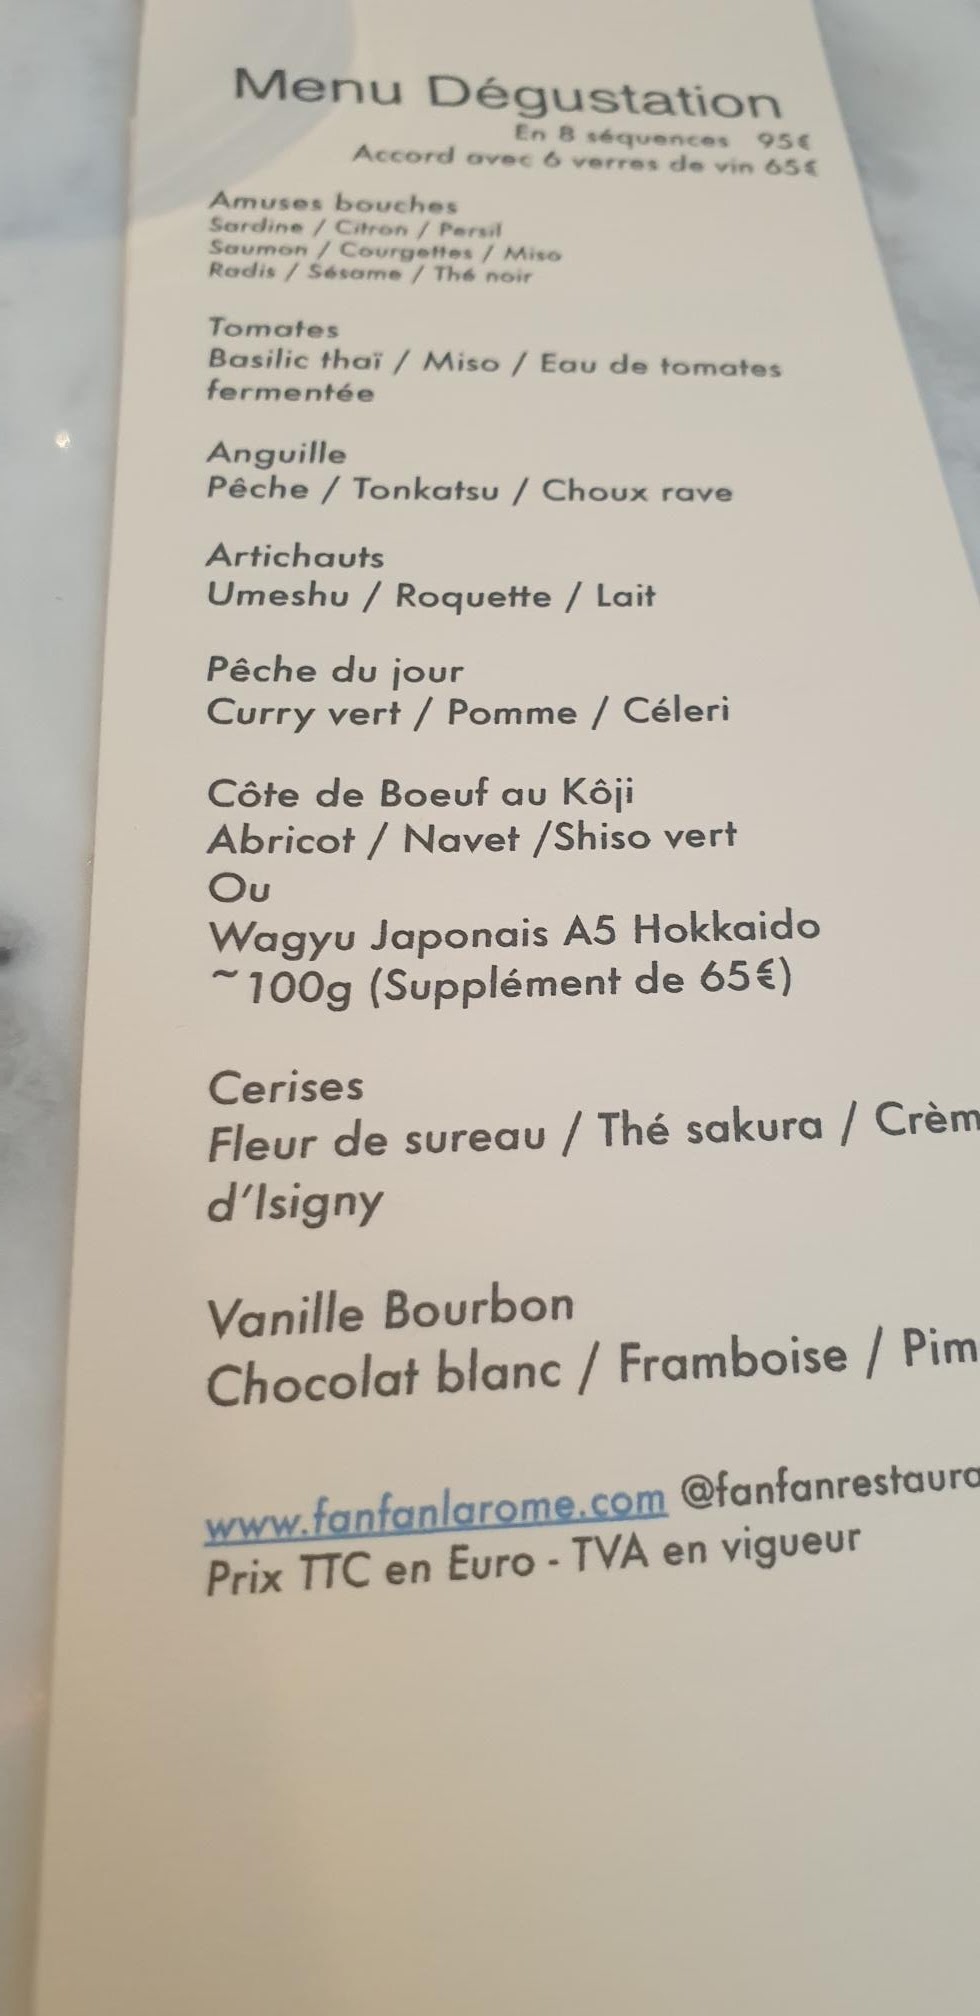 Menu Dégustation
En 8 séquences 95€
Accord avec 6 verres de vin 65€
Amuses bouches
Sardine / Citron / Persil
Saumon / Courgettes / Miso
Radis / Sésame / Thé noir
Tomates
Basilic thaï / Miso / Eau de tomates
fermentée
Anguille
Pêche / Tonkatsu / Choux rave
Artichauts
Umeshu / Roquette / Lait
Pêche du jour
Curry vert / Pomme / Céleri
Côte de Boeuf au Kôji
Abricot / Navet /Shiso vert
Ou
Wagyu Japonais A5 Hokkaido
~100g (Supplément de 65€)
Cerises
Fleur de sureau / Thé sakura / Crèm
d'Isigny
Vanille Bourbon
Chocolat blanc / Framboise / Pim
www.fanfanlarome.com @fanfanrestaura
Prix TTC en Euro - TVA en vigueur